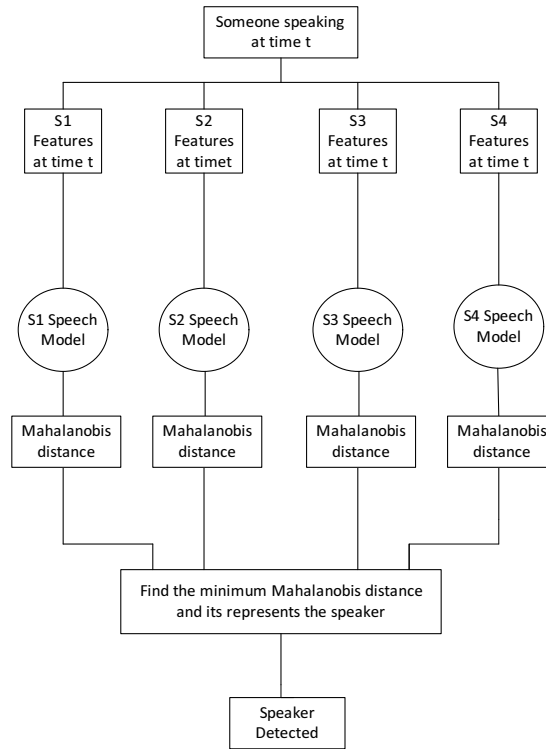 Someone speaking
at time t
S1
Features
at time t
S2
Features
at timet
S3
Features
at time t
S4
Features
at time t
S1 Speech
Model
S2 Speech
Model
S3 Speech
Model
S4 Speech
Model
Mahalanobis
distance
Mahalanobis
distance
Mahalanobis
distance
Mahalanobis
distance
Find the minimum Mahalanobis distance
and its represents the speaker
Speaker
Detected